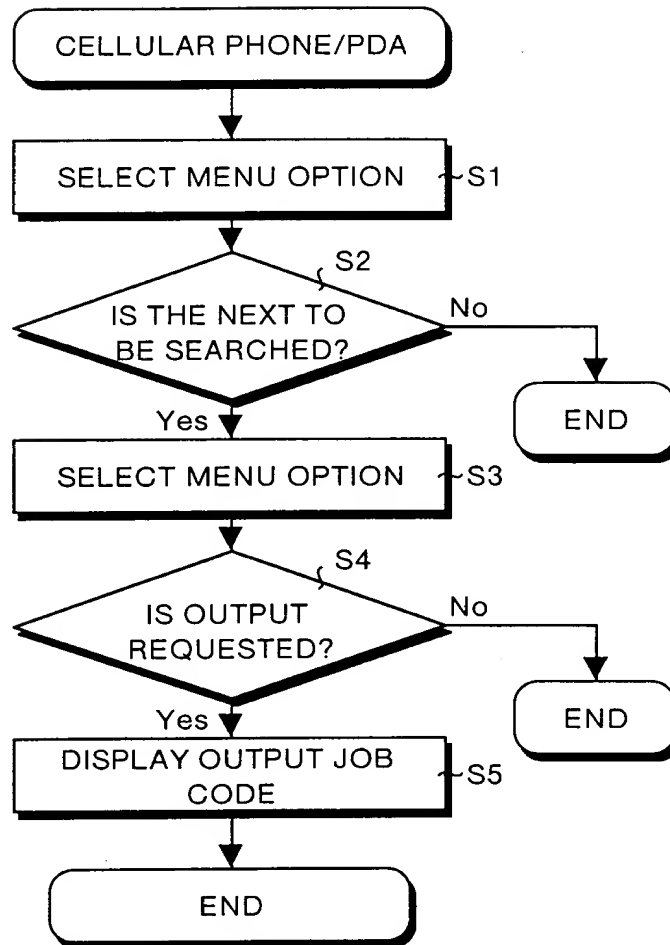 CELLULAR PHONE/PDA
SELECT MENU OPTION
S1
S2
IS THE NEXT TO
BE SEARCHED?
No
END
Yes
SELECT MENU OPTION
S3
S4
IS OUTPUT
REQUESTED?
No
END
Yes
DISPLAY OUTPUT JOB
CODE
S5
END